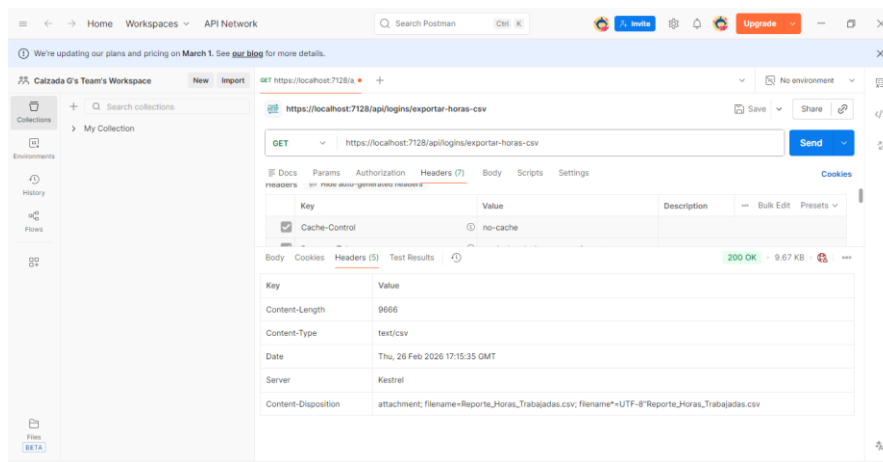 Home Workspaces API Network Search Postman Ctrl K Invite Upgrade
We're updating our plans and pricing on March 1. See our blog for more details.
Calzada G's Team's Workspace New Import GET https://localhost:7128/a No environment
Collections
Search collections
My Collection
Environments
History
Flows
Files
BETA
https://localhost:7128/api/logins/exportar-horas-csv Save Share
GET https://localhost:7128/api/logins/exportar-horas-csv Send
Docs Params Authorization Headers (7) Body Scripts Settings Cookies
Headers Hide auto-generated headers
Key Value Description Bulk Edit Presets
Cache-Control no-cache
Body Cookies Headers (5) Test Results 200 OK 9.67 KB
Key Value
Content-Length 9666
Content-Type text/csv
Date Thu, 26 Feb 2026 17:15:35 GMT
Server Kestrel
Content-Disposition attachment; filename=Reporte_Horas_Trabajadas.csv; filename*=UTF-8''Reporte_Horas_Trabajadas.csv